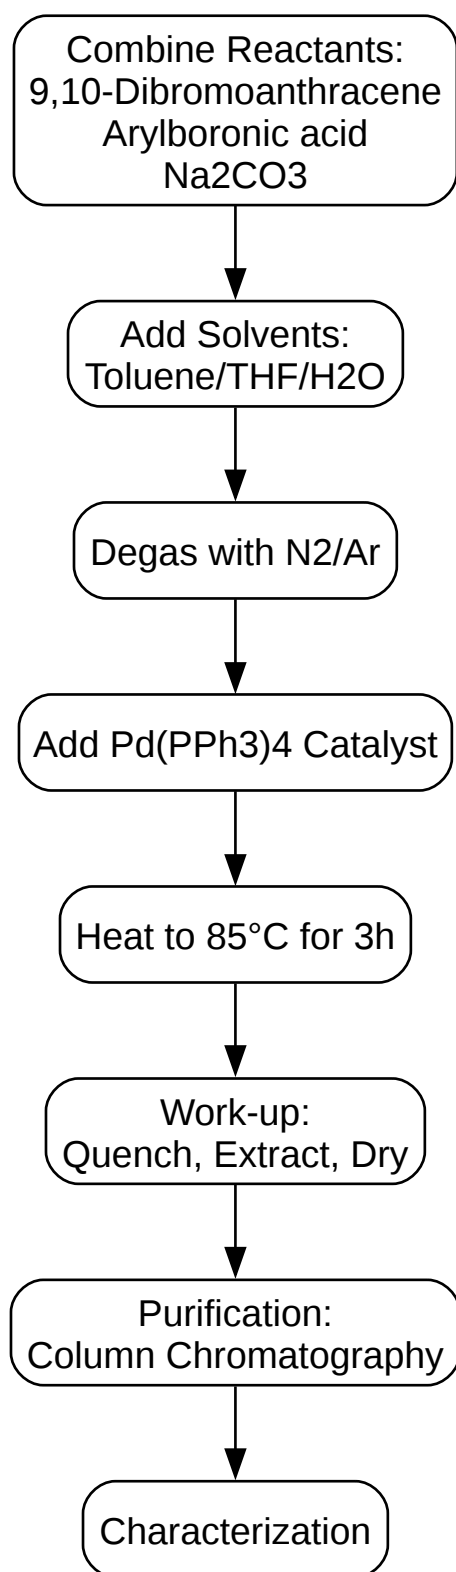 Combine Reactants:
9,10-Dibromoanthracene
Arylboronic acid
Na2CO3
Add Solvents:
Toluene/THF/H2O
Degas with N2/Ar
Add Pd(PPh3)4 Catalyst
Heat to 85°C for 3h
Work-up:
Quench, Extract, Dry
Purification:
Column Chromatography
Characterization